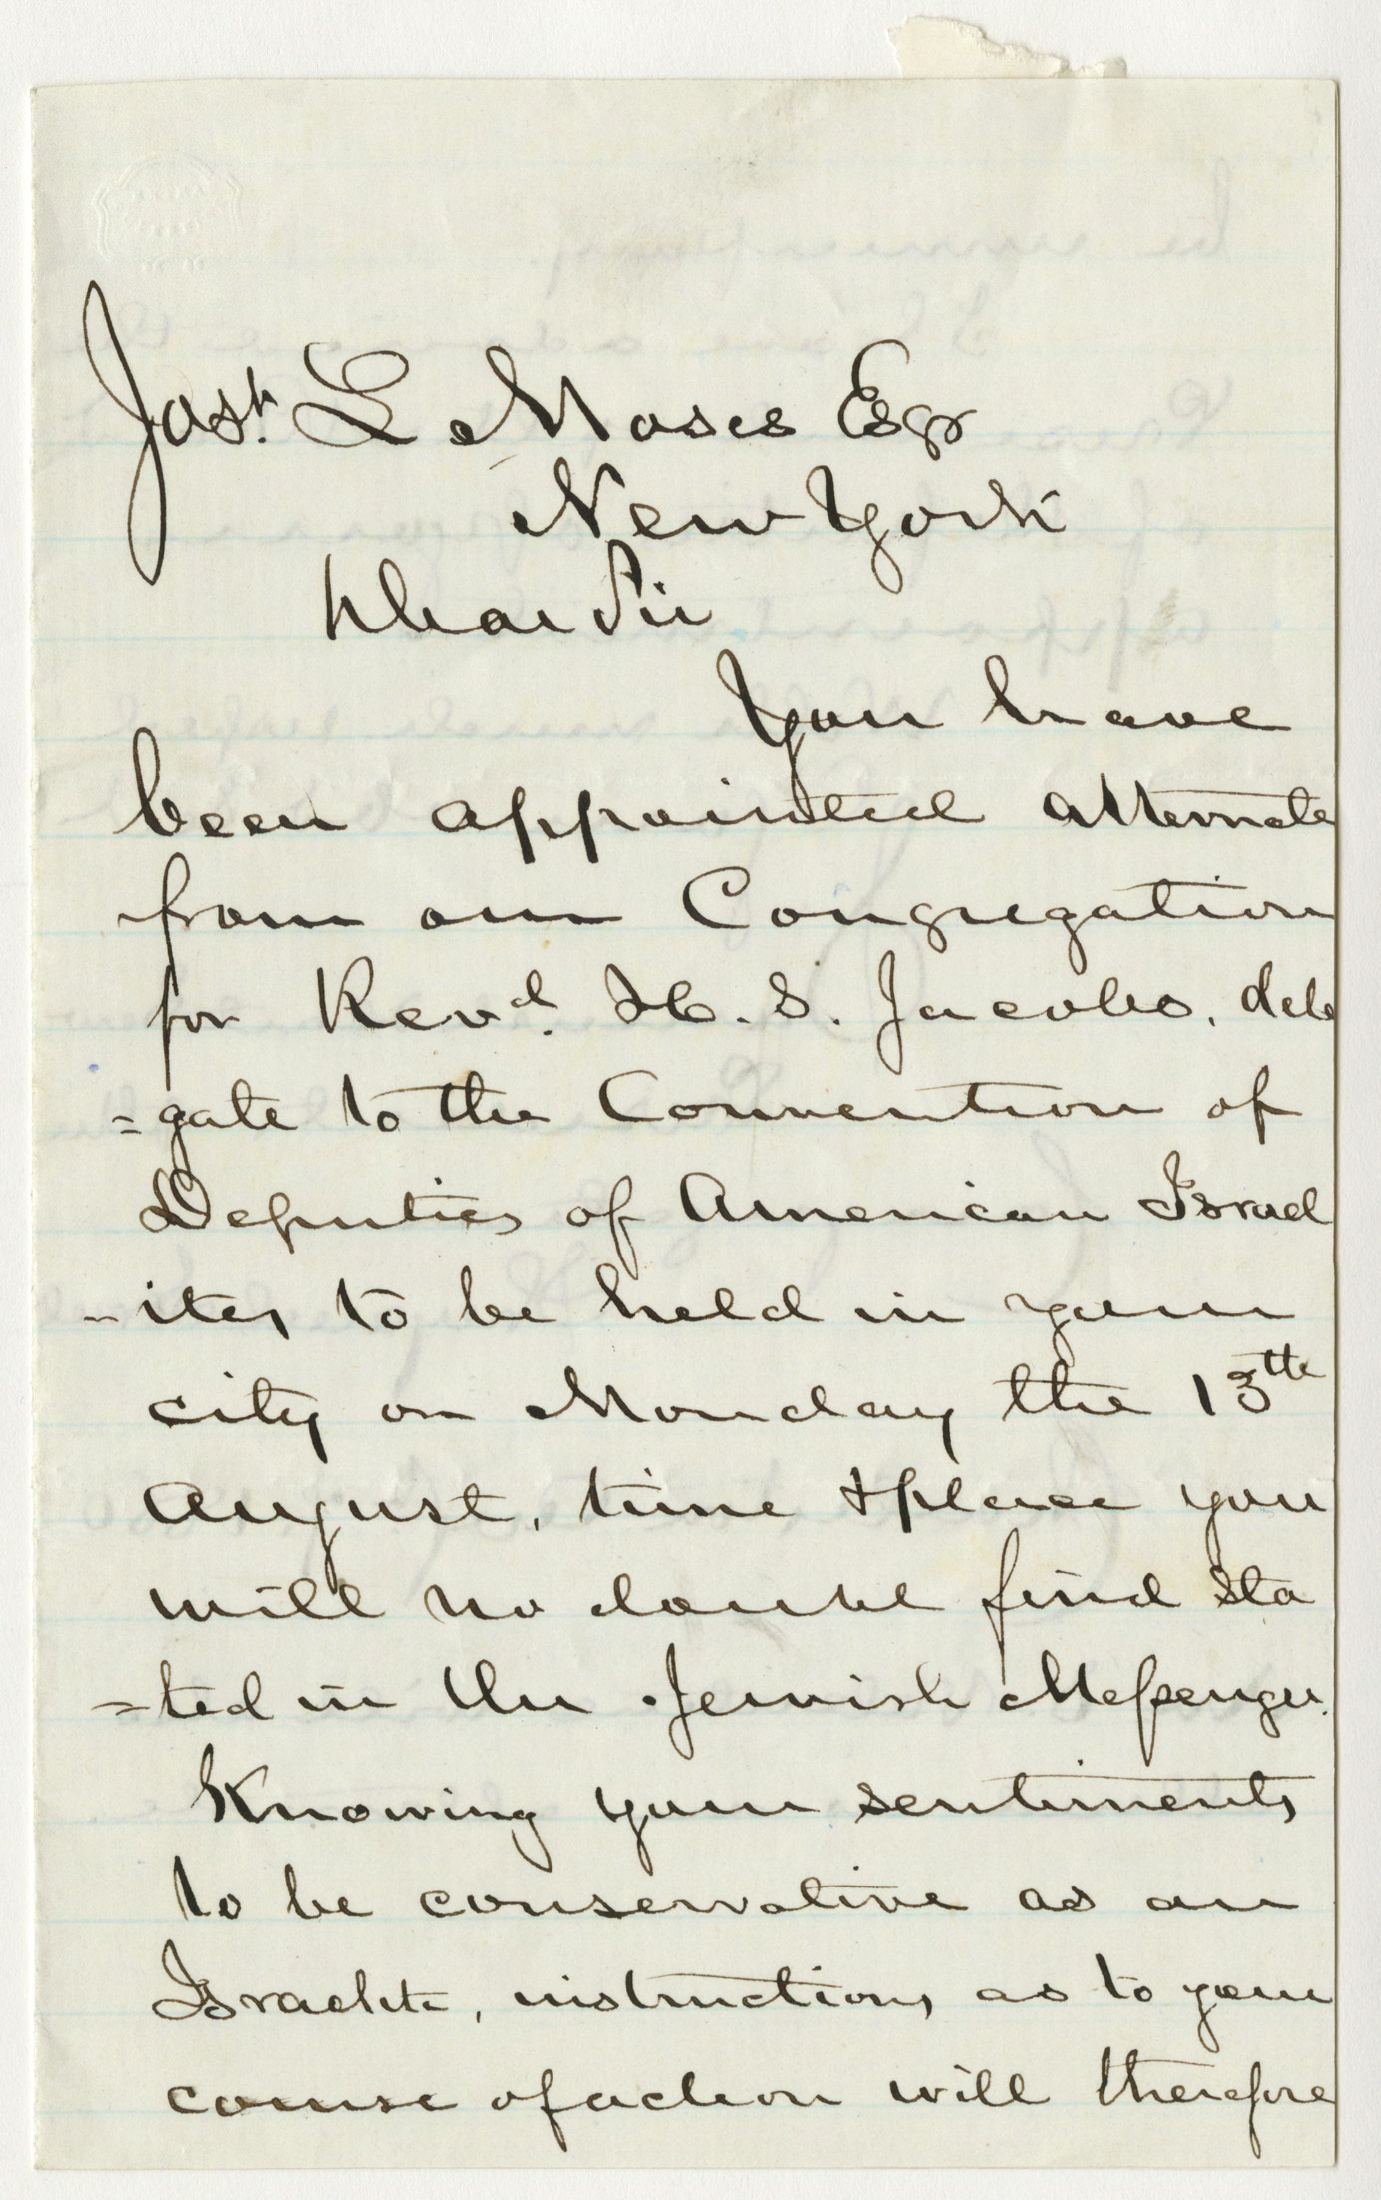 Josh. L Moses Esqr
New York
Dear Sir
You have
been appointed alternate
from our Congregation
for Revd. H. S. Jacobs, dele
=gate to the Convention of
Deputies of American Israel
-ites to be held in your
city on Monday the 13th
August, time & place you
will no doubt find sta
=ted in the Jewish Messenger.
Knowing your sentiments
to be conservative as an
Israelite, instructions as to your
course of action will therefore